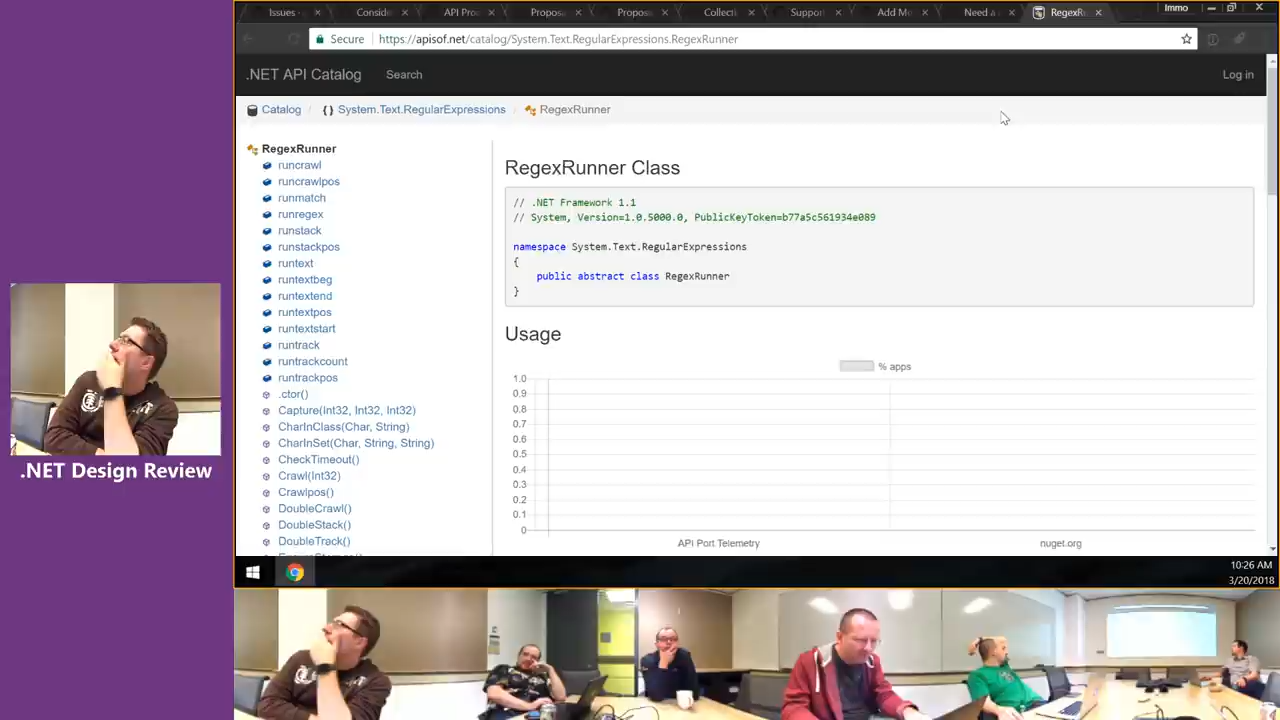 Issues
Conside
API Pro
Propos
Propos
Collecti
Support
Add Mo
Need a
RegexR
Immo
Secure
https://apisof.net/catalog/System.Text.RegularExpressions.RegexRunner
.NET API Catalog
Search
Log in
Catalog / {} System.Text.RegularExpressions / RegexRunner
RegexRunner
runcrawl
runcrawlpos
runmatch
runregex
runstack
runstackpos
runtext
runtextbeg
runtextend
runtextpos
runtextstart
runtrack
runtrackcount
runtrackpos
.ctor()
Capture(Int32, Int32, Int32)
CharInClass(Char, String)
CharInSet(Char, String, String)
CheckTimeout()
Crawl(Int32)
Crawlpos()
DoubleCrawl()
DoubleStack()
DoubleTrack()
RegexRunner Class
// .NET Framework 1.1
// System, Version=1.0.5000.0, PublicKeyToken=b77a5c561934e089
namespace System.Text.RegularExpressions
{
public abstract class RegexRunner
}
Usage
% apps
1.0
0.9
0.8
0.7
0.6
0.5
0.4
0.3
0.2
0.1
0
API Port Telemetry
nuget.org
.NET Design Review
10:26 AM
3/20/2018